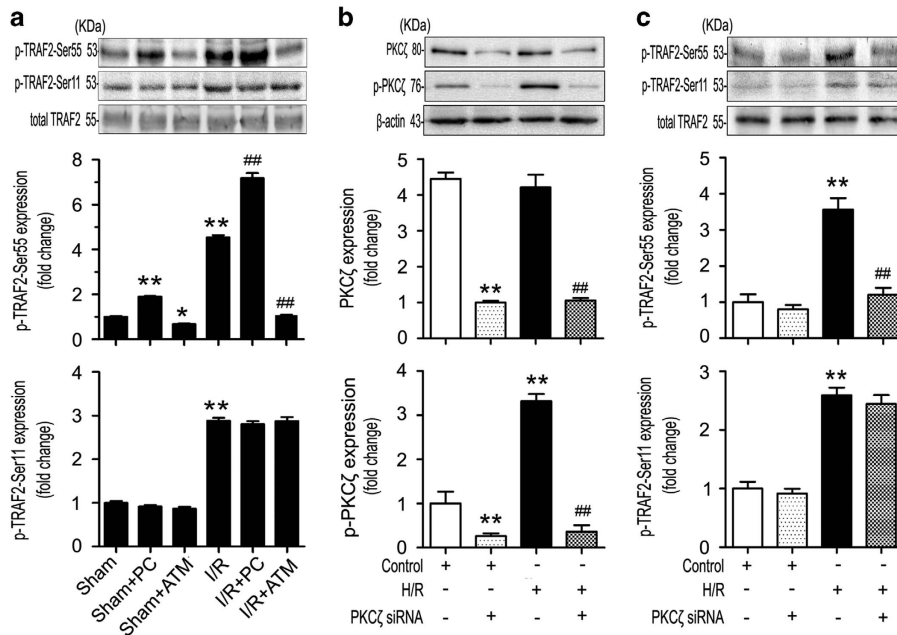 a
(KDa)
p-TRAF2-Ser55 53
p-TRAF2-Ser11 53
total TRAF2 55
p-TRAF2-Ser55 expression
(fold change)
8
6
4
2
1
0
**
*
**
##
##
p-TRAF2-Ser11 expression
(fold change)
4
3
2
1
0
**
Sham
Sham+PC
Sham+ATM
I/R
I/R+PC
I/R+ATM
b
(KDa)
PKCζ 80
p-PKCζ 76
β-actin 43
PKCζ expression
(fold change)
5
4
3
2
1
0
**
##
p-PKCζ expression
(fold change)
4
3
2
1
0
**
**
##
Control + + - -
H/R - - + +
PKCζ siRNA - + - +
c
(KDa)
p-TRAF2-Ser55 53
p-TRAF2-Ser11 53
total TRAF2 55
p-TRAF2-Ser55 expression
(fold change)
5
4
3
2
1
0
**
##
p-TRAF2-Ser11 expression
(fold change)
4
3
2
1
0
**
Control + + - -
H/R - - + +
PKCζ siRNA - + - +